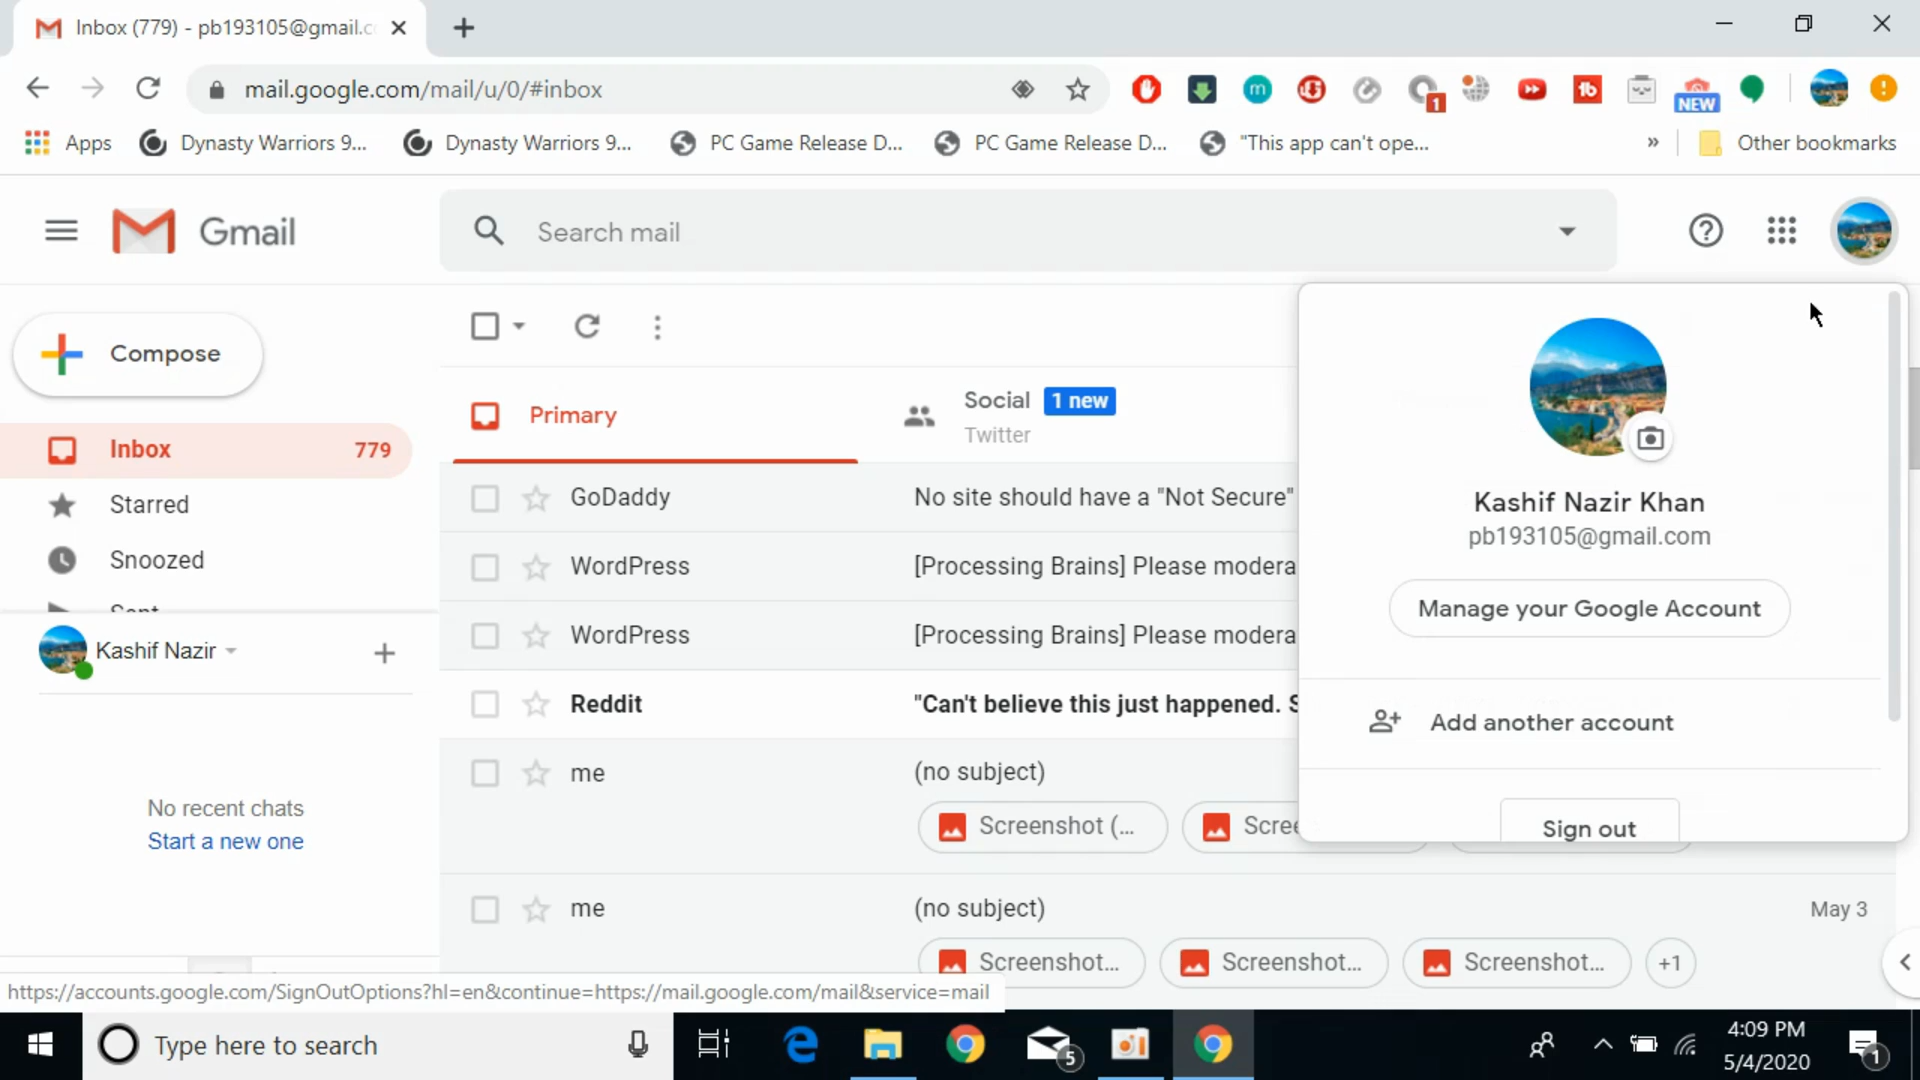 Inbox (779) - pb193105@gmail.c
mail.google.com/mail/u/0/#inbox
1
NEW
Apps
Dynasty Warriors 9...
Dynasty Warriors 9...
PC Game Release D...
PC Game Release D...
"This app can't ope...
»
Other bookmarks
Gmail
Search mail
Compose
Primary
Social
1 new
Twitter
Inbox
779
Starred
Snoozed
Sent
Kashif Nazir
No recent chats
Start a new one
GoDaddy
No site should have a "Not Secure"
WordPress
[Processing Brains] Please modera
WordPress
[Processing Brains] Please modera
Reddit
"Can't believe this just happened. S
me
(no subject)
Screenshot (...
Scree
me
(no subject)
May 3
Screenshot...
Screenshot...
Screenshot...
+1
Kashif Nazir Khan
pb193105@gmail.com
Manage your Google Account
Add another account
Sign out
https://accounts.google.com/SignOutOptions?hl=en&continue=https://mail.google.com/mail&service=mail
Type here to search
5
4:09 PM
5/4/2020
1